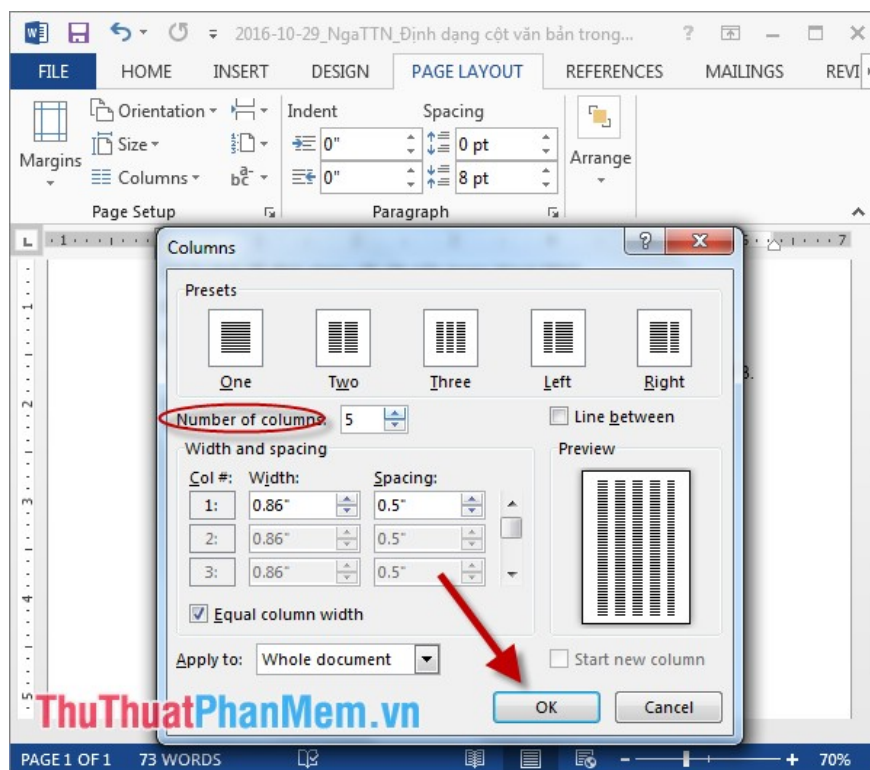 2016-10-29_NgaTTN_Định dạng cột văn bản trong... ?
FILE HOME INSERT DESIGN PAGE LAYOUT REFERENCES MAILINGS REVI
Orientation Indent Spacing
Size 0" 0 pt
Margins Arrange
Columns 0" 8 pt
Page Setup Paragraph
1 7
Columns
Presets
One Two Three Left Right
Number of columns: 5 Line between
Width and spacing Preview
Col #: Width: Spacing:
1: 0.86" 0.5"
2: 0.86" 0.5"
3: 0.86" 0.5"
Equal column width
Apply to: Whole document Start new column
OK Cancel
ThuThuatPhanMem.vn
PAGE 1 OF 1 73 WORDS 70%